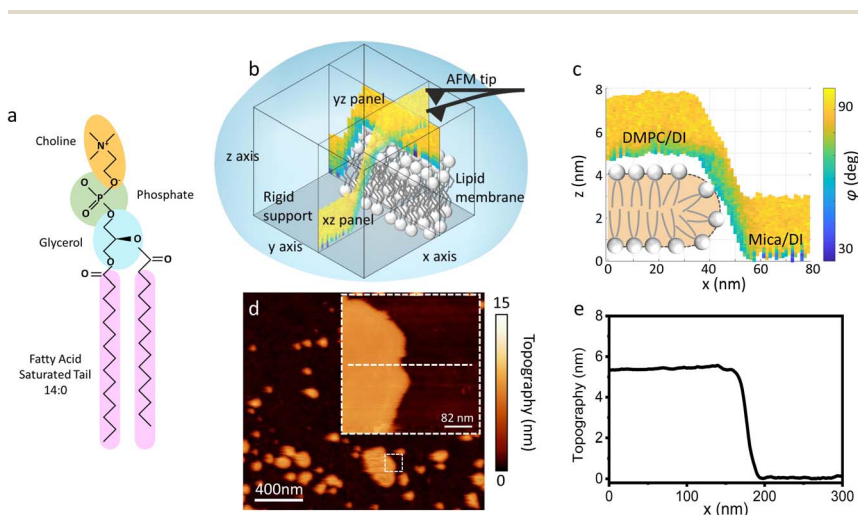 a
Choline
N+
O-
O
P
O
O
Phosphate
Glycerol
O
O
O
O
Fatty Acid
Saturated Tail
14:0
b
yz panel
AFM tip
z axis
Rigid
support
xz panel
Lipid
membrane
y axis
x axis
c
8
6
4
2
0
z (nm)
DMPC/DI
Mica/DI
0
20
40
60
80
x (nm)
90
30
φ (deg)
d
15
0
Topography (nm)
82 nm
400nm
e
8
6
4
2
0
Topography (nm)
0
100
200
300
x (nm)